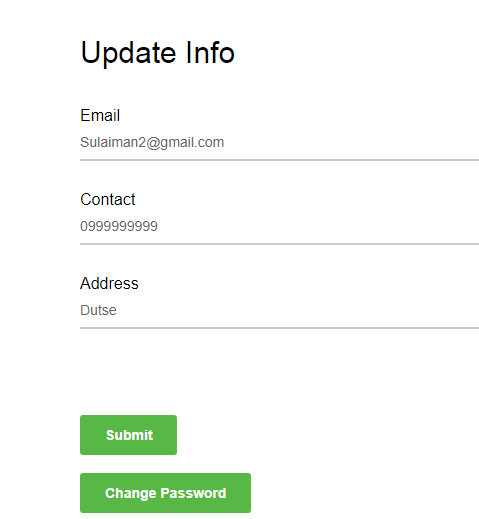 Update Info
Email
Sulaiman2@gmail.com
Contact
0999999999
Address
Dutse
Submit
Change Password